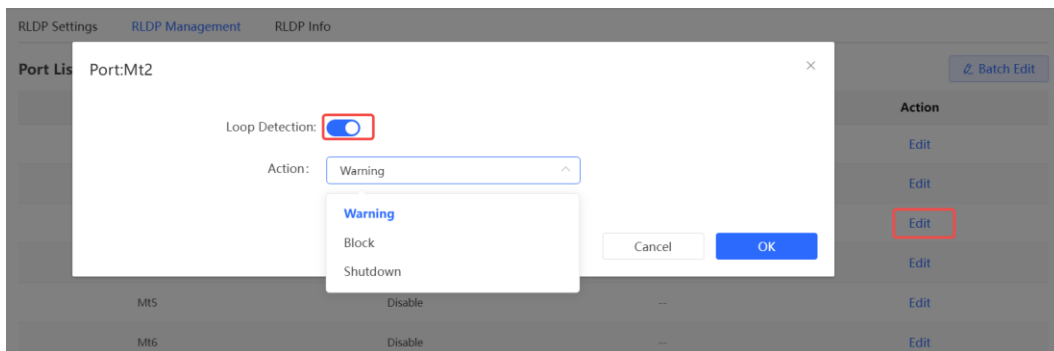 RLDP Settings RLDP Management RLDP Info
Port Lis
Port:Mt2
Batch Edit
Action
Loop Detection:
Edit
Action:
Warning
Edit
Warning
Edit
Block
Cancel
OK
Shutdown
Edit
Mt5 Disable -- Edit
Mt6 Disable -- Edit